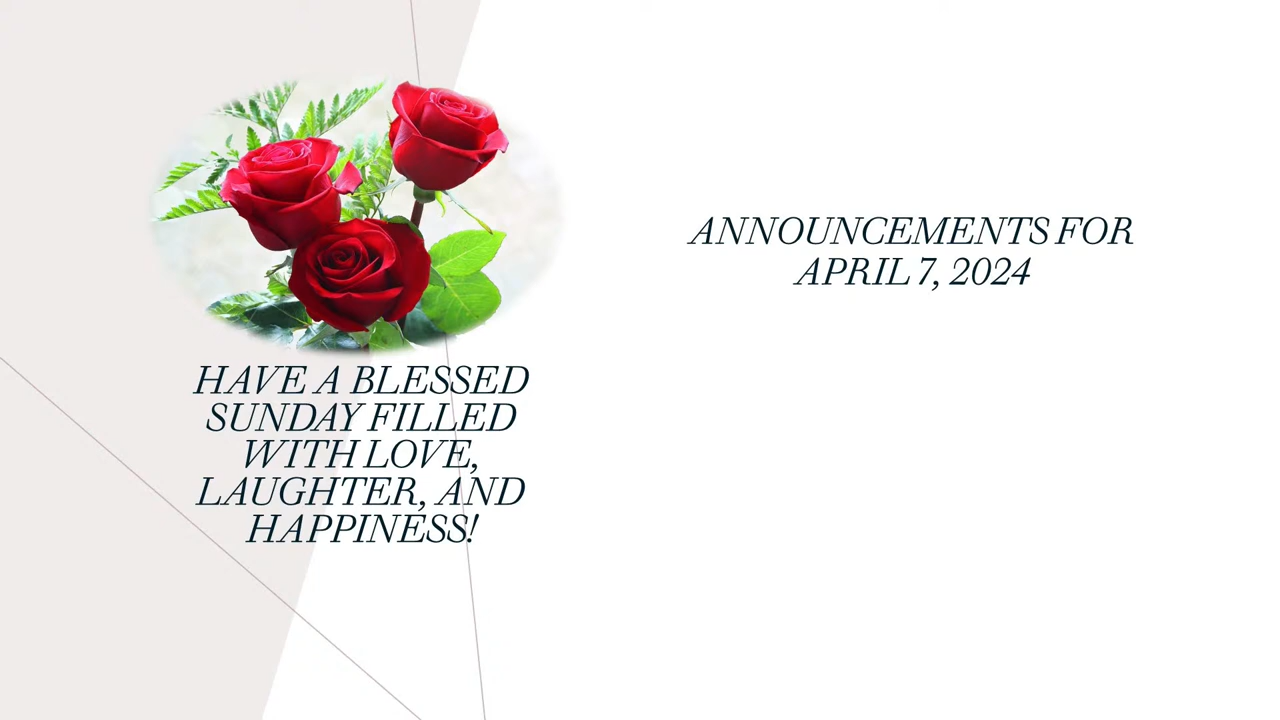 HAVE A BLESSED
SUNDAY FILLED
WITH LOVE,
LAUGHTER, AND
HAPPINESS!
ANNOUNCEMENTS FOR
APRIL 7, 2024